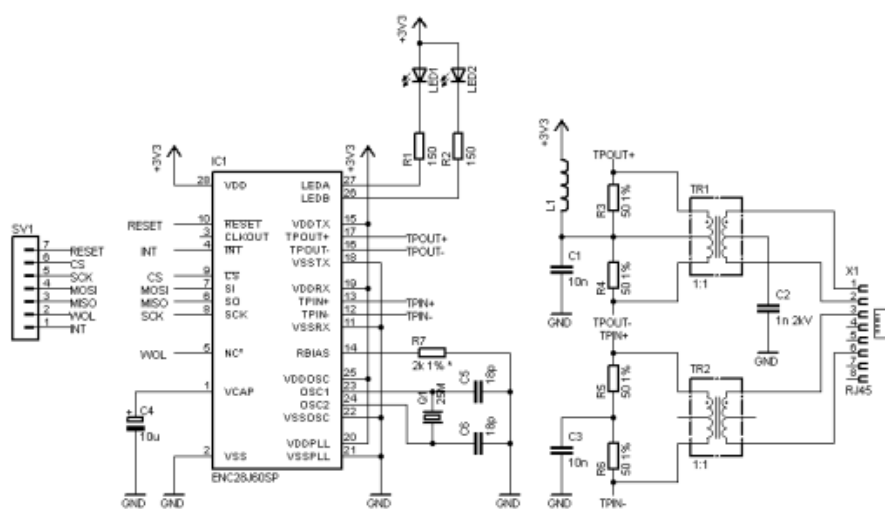 +3V3
LED1
LED2
R1
150
R2
150
+3V3
IC1
+3V3
28 VDD LEDA 27
LEDB 26
RESET 10 RESET VDDTX 15
3 CLKOUT TPOUT+ 17 TPOUT+
INT 4 INT TPOUT- 16 TPOUT-
VSSTX 18
CS 9 CS VDDRX 19
MOSI 7 SI TPIN+ 13 TPIN+
MISO 6 SO TPIN- 12 TPIN-
SCK 8 SCK VSSRX 11
WOL 5 NC* RBIAS 14
R7
2k 1% *
VDDOSC 25
1 VCAP OSC1 23
OSC2 24
VSSOSC 22
VDDPLL 20
2 VSS VSSPLL 21
ENC28J60SP
SV1
7 RESET
6 CS
5 SCK
4 MOSI
3 MISO
2 WOL
1 INT
+
C4
10u
GND
GND
GND
GND
Q1
25M
C5
18p
C6
18p
+3V3
L1
TPOUT+
R3
50 1%
R4
50 1%
C1
10n
GND
TPOUT-
TPIN+
R5
50 1%
R6
50 1%
C3
10n
GND
TPIN-
TR1
1:1
TR2
1:1
C2
1n 2kV
GND
X1
1
2
3
4
5
6
7
8
RJ45